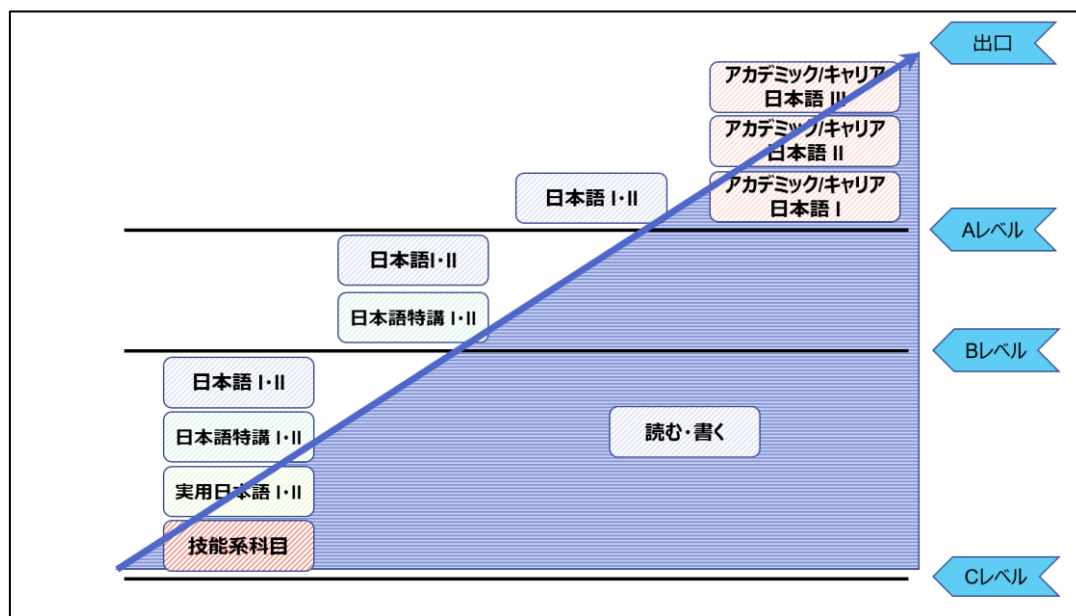 出口
アカデミック/キャリア
日本語 III
アカデミック/キャリア
日本語 II
日本語 I・II
アカデミック/キャリア
日本語 I
Aレベル
日本語I・II
日本語特講 I・II
Bレベル
日本語 I・II
日本語特講 I・II
読む・書く
実用日本語 I・II
技能系科目
Cレベル